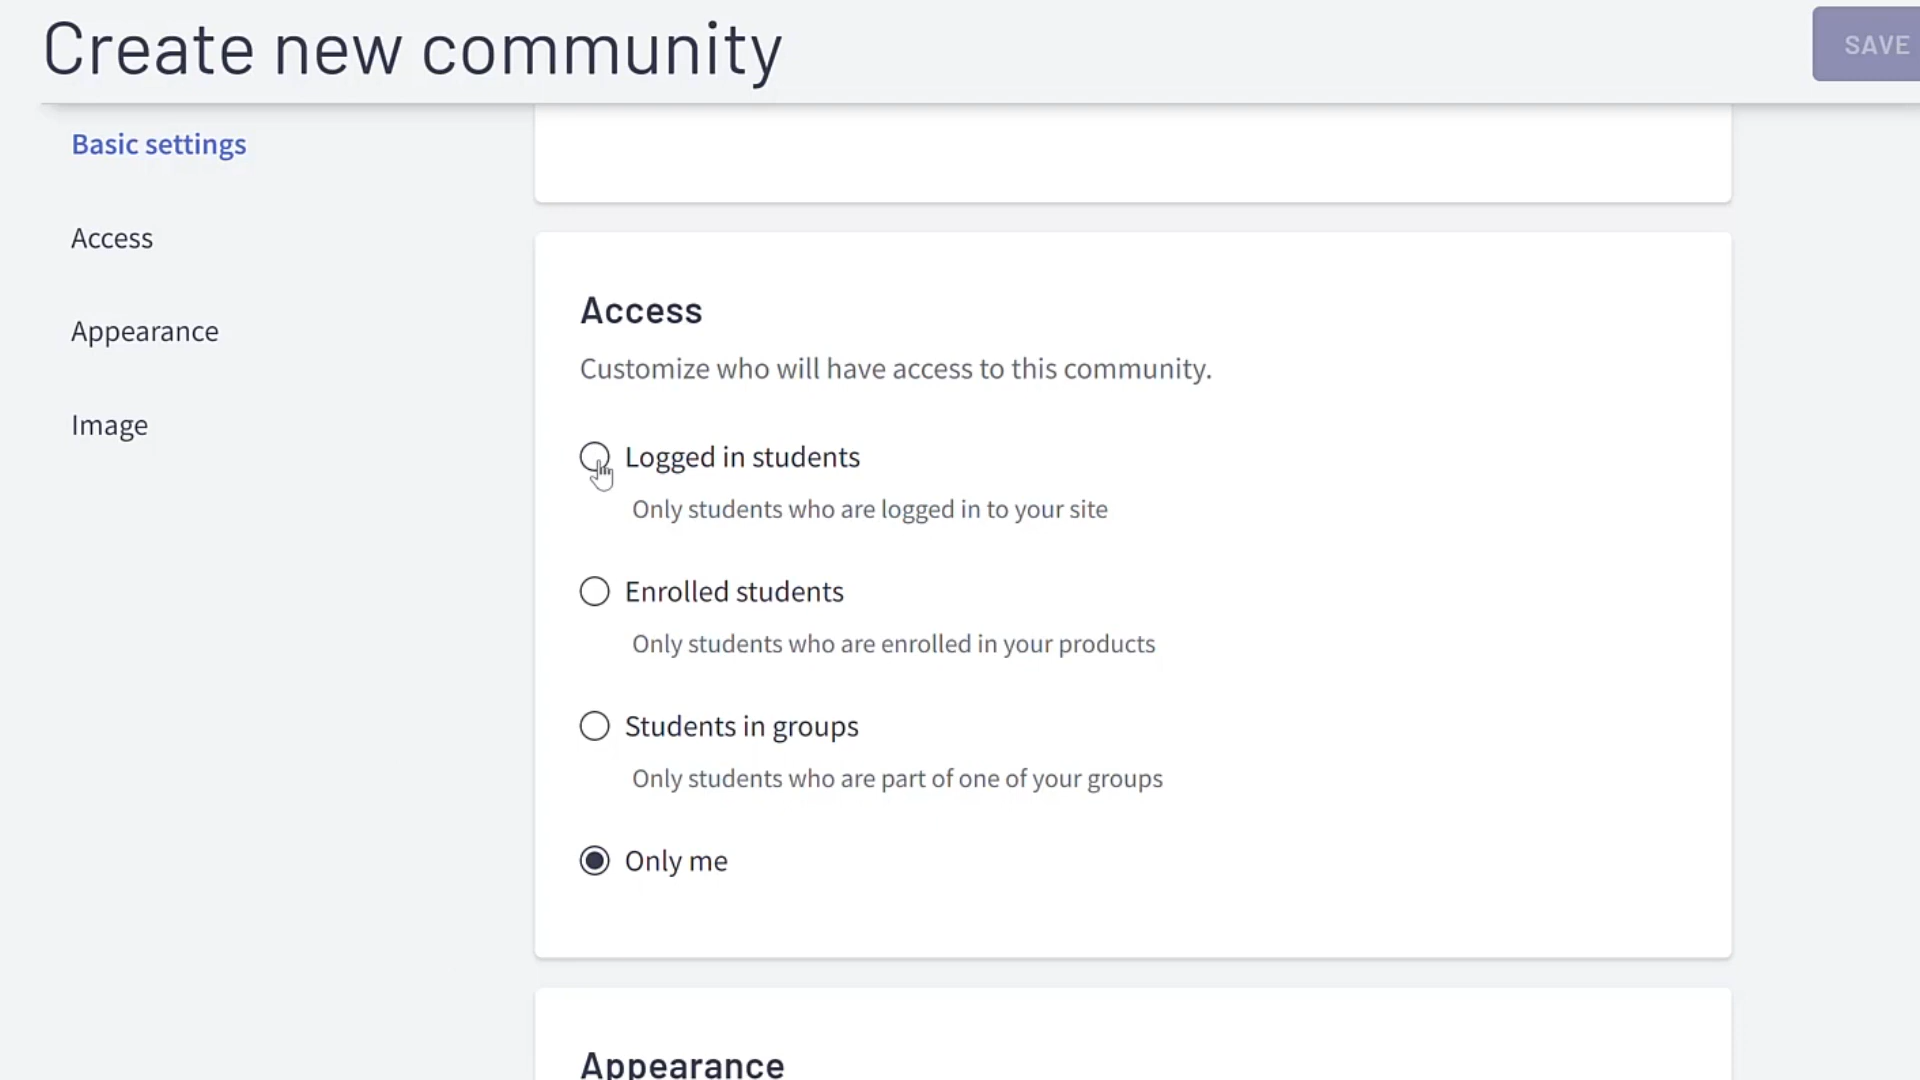 Create new community
SAVE
Basic settings
Access
Appearance
Image
Access
Customize who will have access to this community.
Logged in students
Only students who are logged in to your site
Enrolled students
Only students who are enrolled in your products
Students in groups
Only students who are part of one of your groups
Only me
Appearance